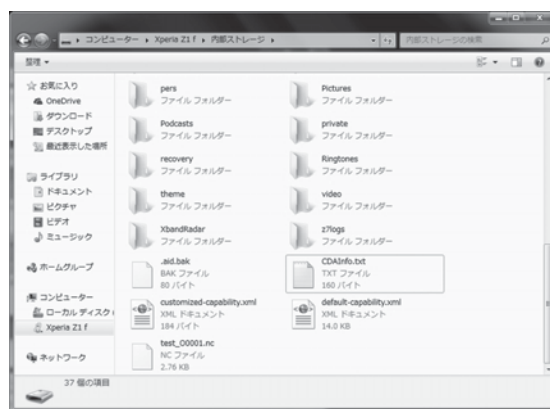 コンピューター ▸ Xperia Z1 f ▸ 内部ストレージ ▸
内部ストレージの検索
整理 ▾
お気に入り
OneDrive
ダウンロード
デスクトップ
最近表示した場所
ライブラリ
ドキュメント
ピクチャ
ビデオ
ミュージック
ホームグループ
コンピューター
ローカル ディスク
Xperia Z1 f
ネットワーク
pers
ファイル フォルダー
Pictures
ファイル フォルダー
Podcasts
ファイル フォルダー
private
ファイル フォルダー
recovery
ファイル フォルダー
Ringtones
ファイル フォルダー
theme
ファイル フォルダー
video
ファイル フォルダー
XbandRadar
ファイル フォルダー
z7logs
ファイル フォルダー
.aid.bak
BAK ファイル
80 バイト
CDAInfo.txt
TXT ファイル
160 バイト
customized-capability.xml
XML ドキュメント
184 バイト
default-capability.xml
XML ドキュメント
14.0 KB
test_O0001.nc
NC ファイル
2.76 KB
37 個の項目